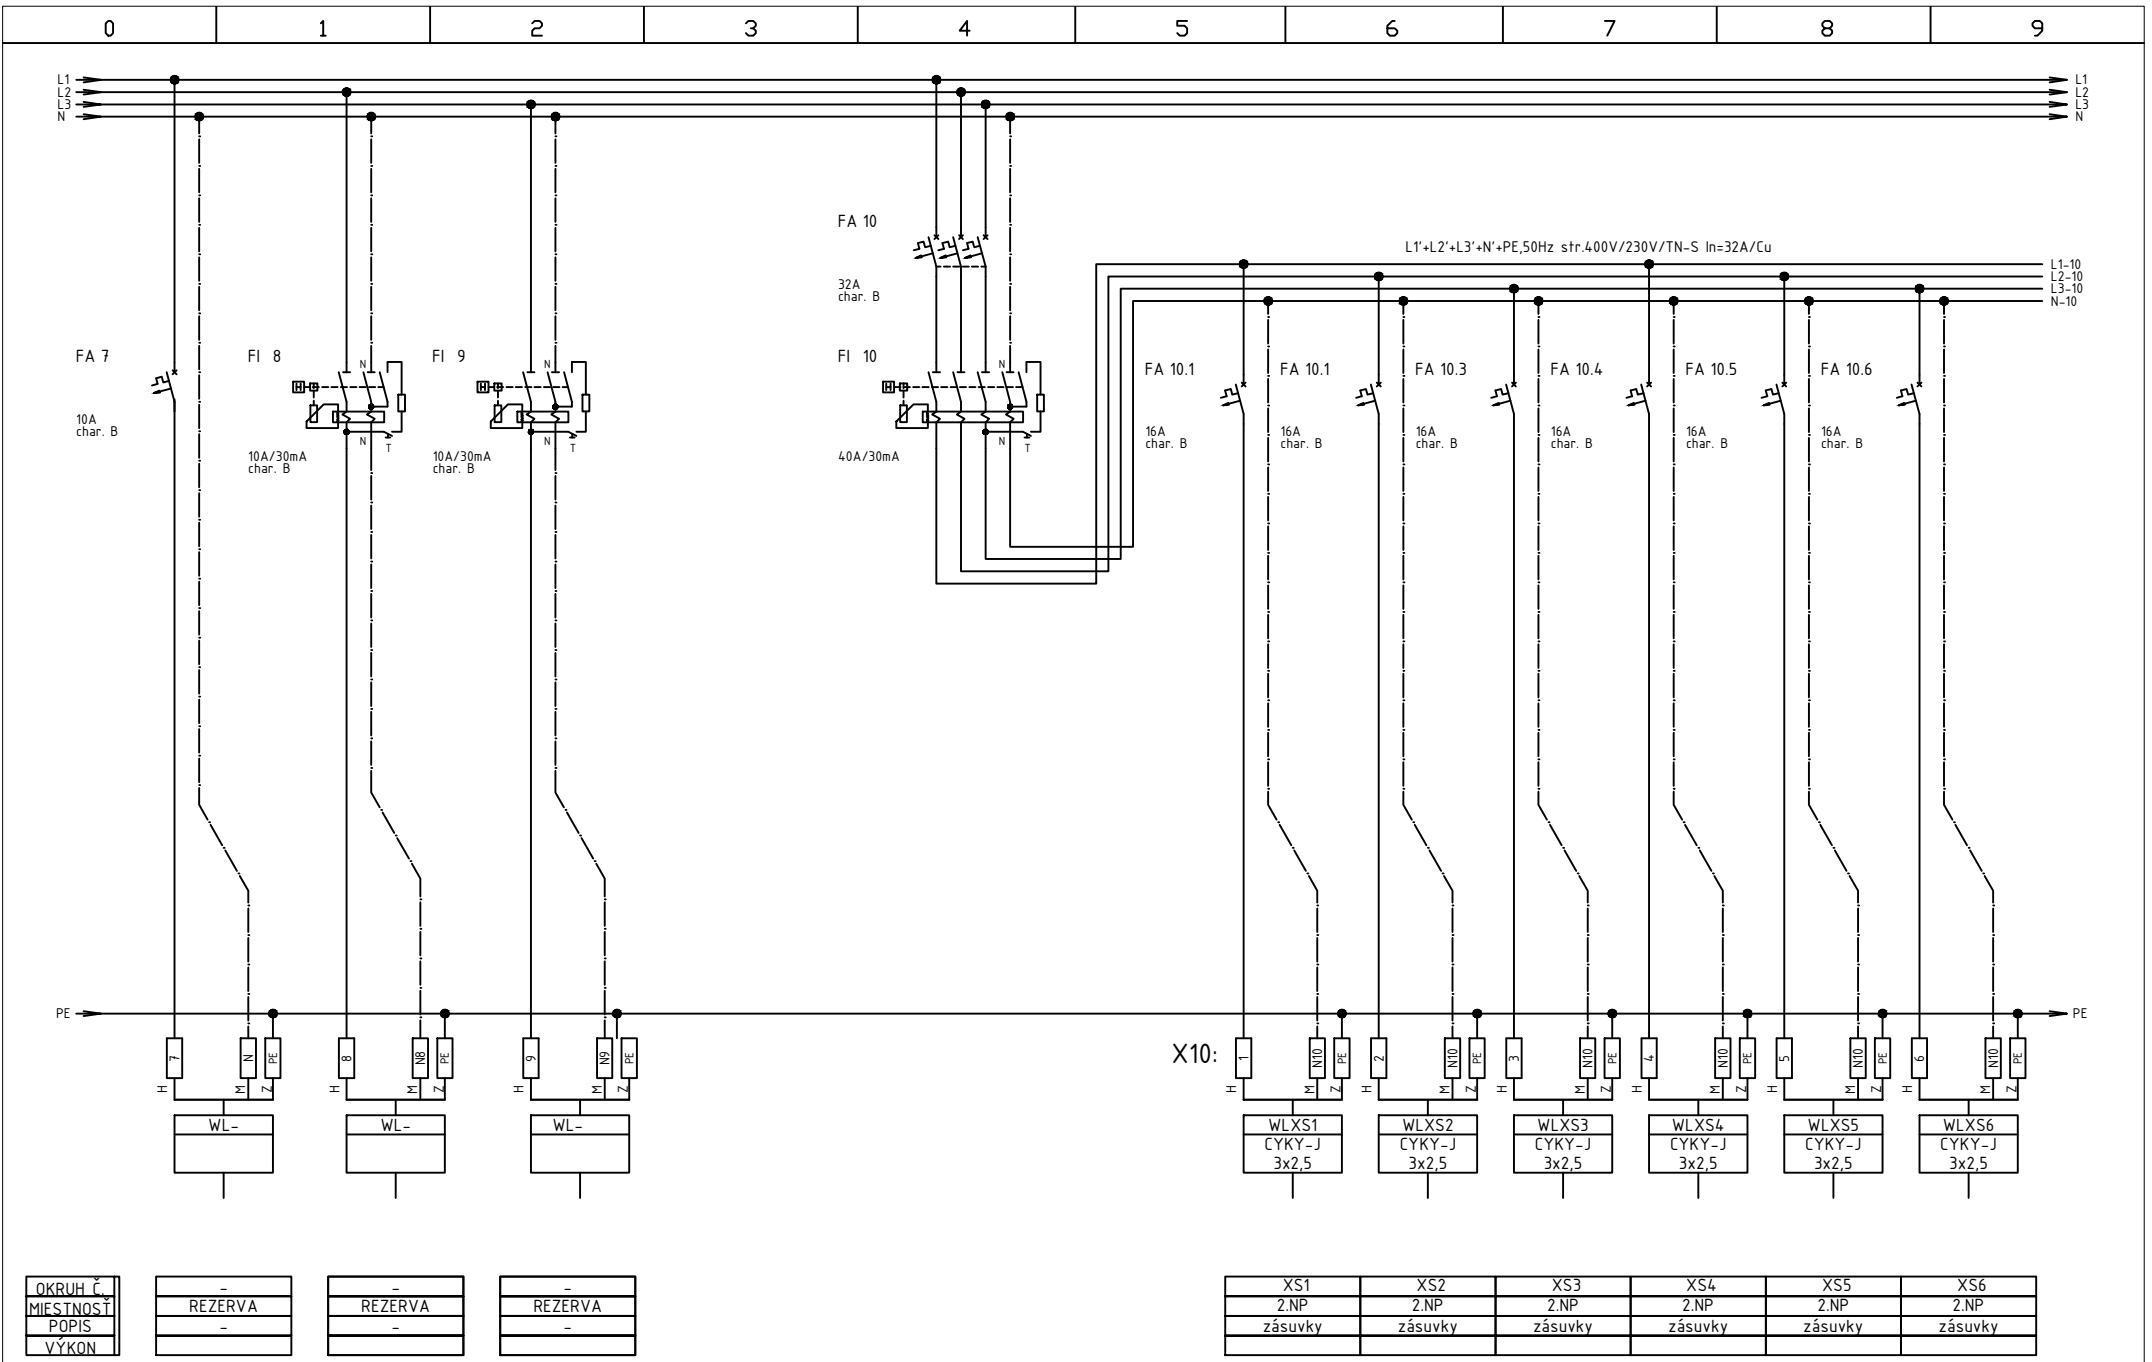 0 1 2 3 4 5 6 7 8 9
L1 L1
L2 L2
L3 L3
N N
FA 10
L1'+L2'+L3'+N'+PE,50Hz str.400V/230V/TN-S In=32A/Cu
L1-10
L2-10
L3-10
N-10
32A
char. B
FA 7 FI 8 FI 9 FI 10
FA 10.1 FA 10.1 FA 10.3 FA 10.4 FA 10.5 FA 10.6
N N N
H H H
10A
char. B
16A 16A 16A 16A 16A 16A
char. B char. B char. B char. B char. B char. B
N T N T N T
10A/30mA 10A/30mA 40A/30mA
char. B char. B
PE PE
X10:
7 N PE 8 N8 PE 9 N9 PE 1 N10 PE 2 N10 PE 3 N10 PE 4 N10 PE 5 N10 PE 6 N10 PE
H M Z H M Z H M Z H M Z H M Z H M Z H M Z H M Z H M Z
WL- WL- WL- WLXS1 WLXS2 WLXS3 WLXS4 WLXS5 WLXS6
CYKY-J CYKY-J CYKY-J CYKY-J CYKY-J CYKY-J
3x2,5 3x2,5 3x2,5 3x2,5 3x2,5 3x2,5
OKRUH Č. - - - XS1 XS2 XS3 XS4 XS5 XS6
MIESTNOSŤ REZERVA REZERVA REZERVA 2.NP 2.NP 2.NP 2.NP 2.NP 2.NP
POPIS - - - zásuvky zásuvky zásuvky zásuvky zásuvky zásuvky
VÝKON